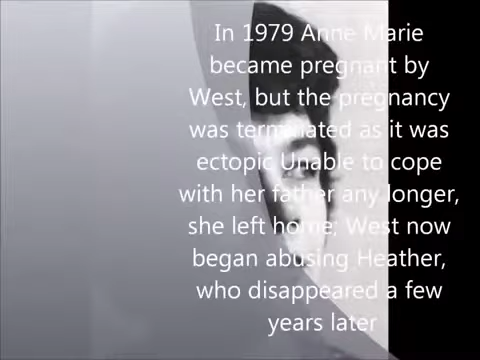 In 1979 Anne Marie
became pregnant by
West, but the pregnancy
was terminated as it was
ectopic Unable to cope
with her father any longer,
she left home; West now
began abusing Heather,
who disappeared a few
years later